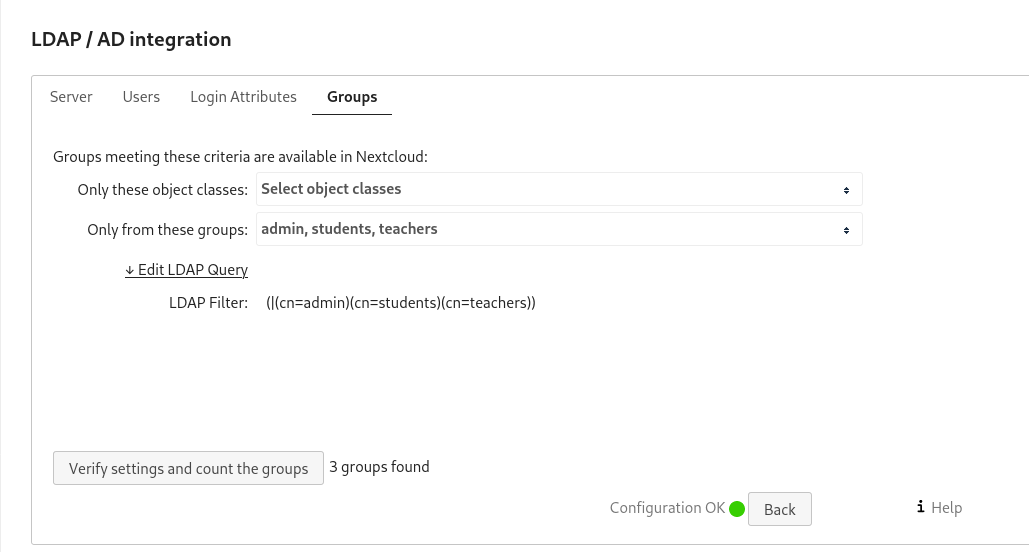 LDAP / AD integration
Server Users Login Attributes Groups
Groups meeting these criteria are available in Nextcloud:
Only these object classes: Select object classes
Only from these groups: admin, students, teachers
↓ Edit LDAP Query
LDAP Filter: (|(cn=admin)(cn=students)(cn=teachers))
Verify settings and count the groups 3 groups found
Configuration OK Back i Help